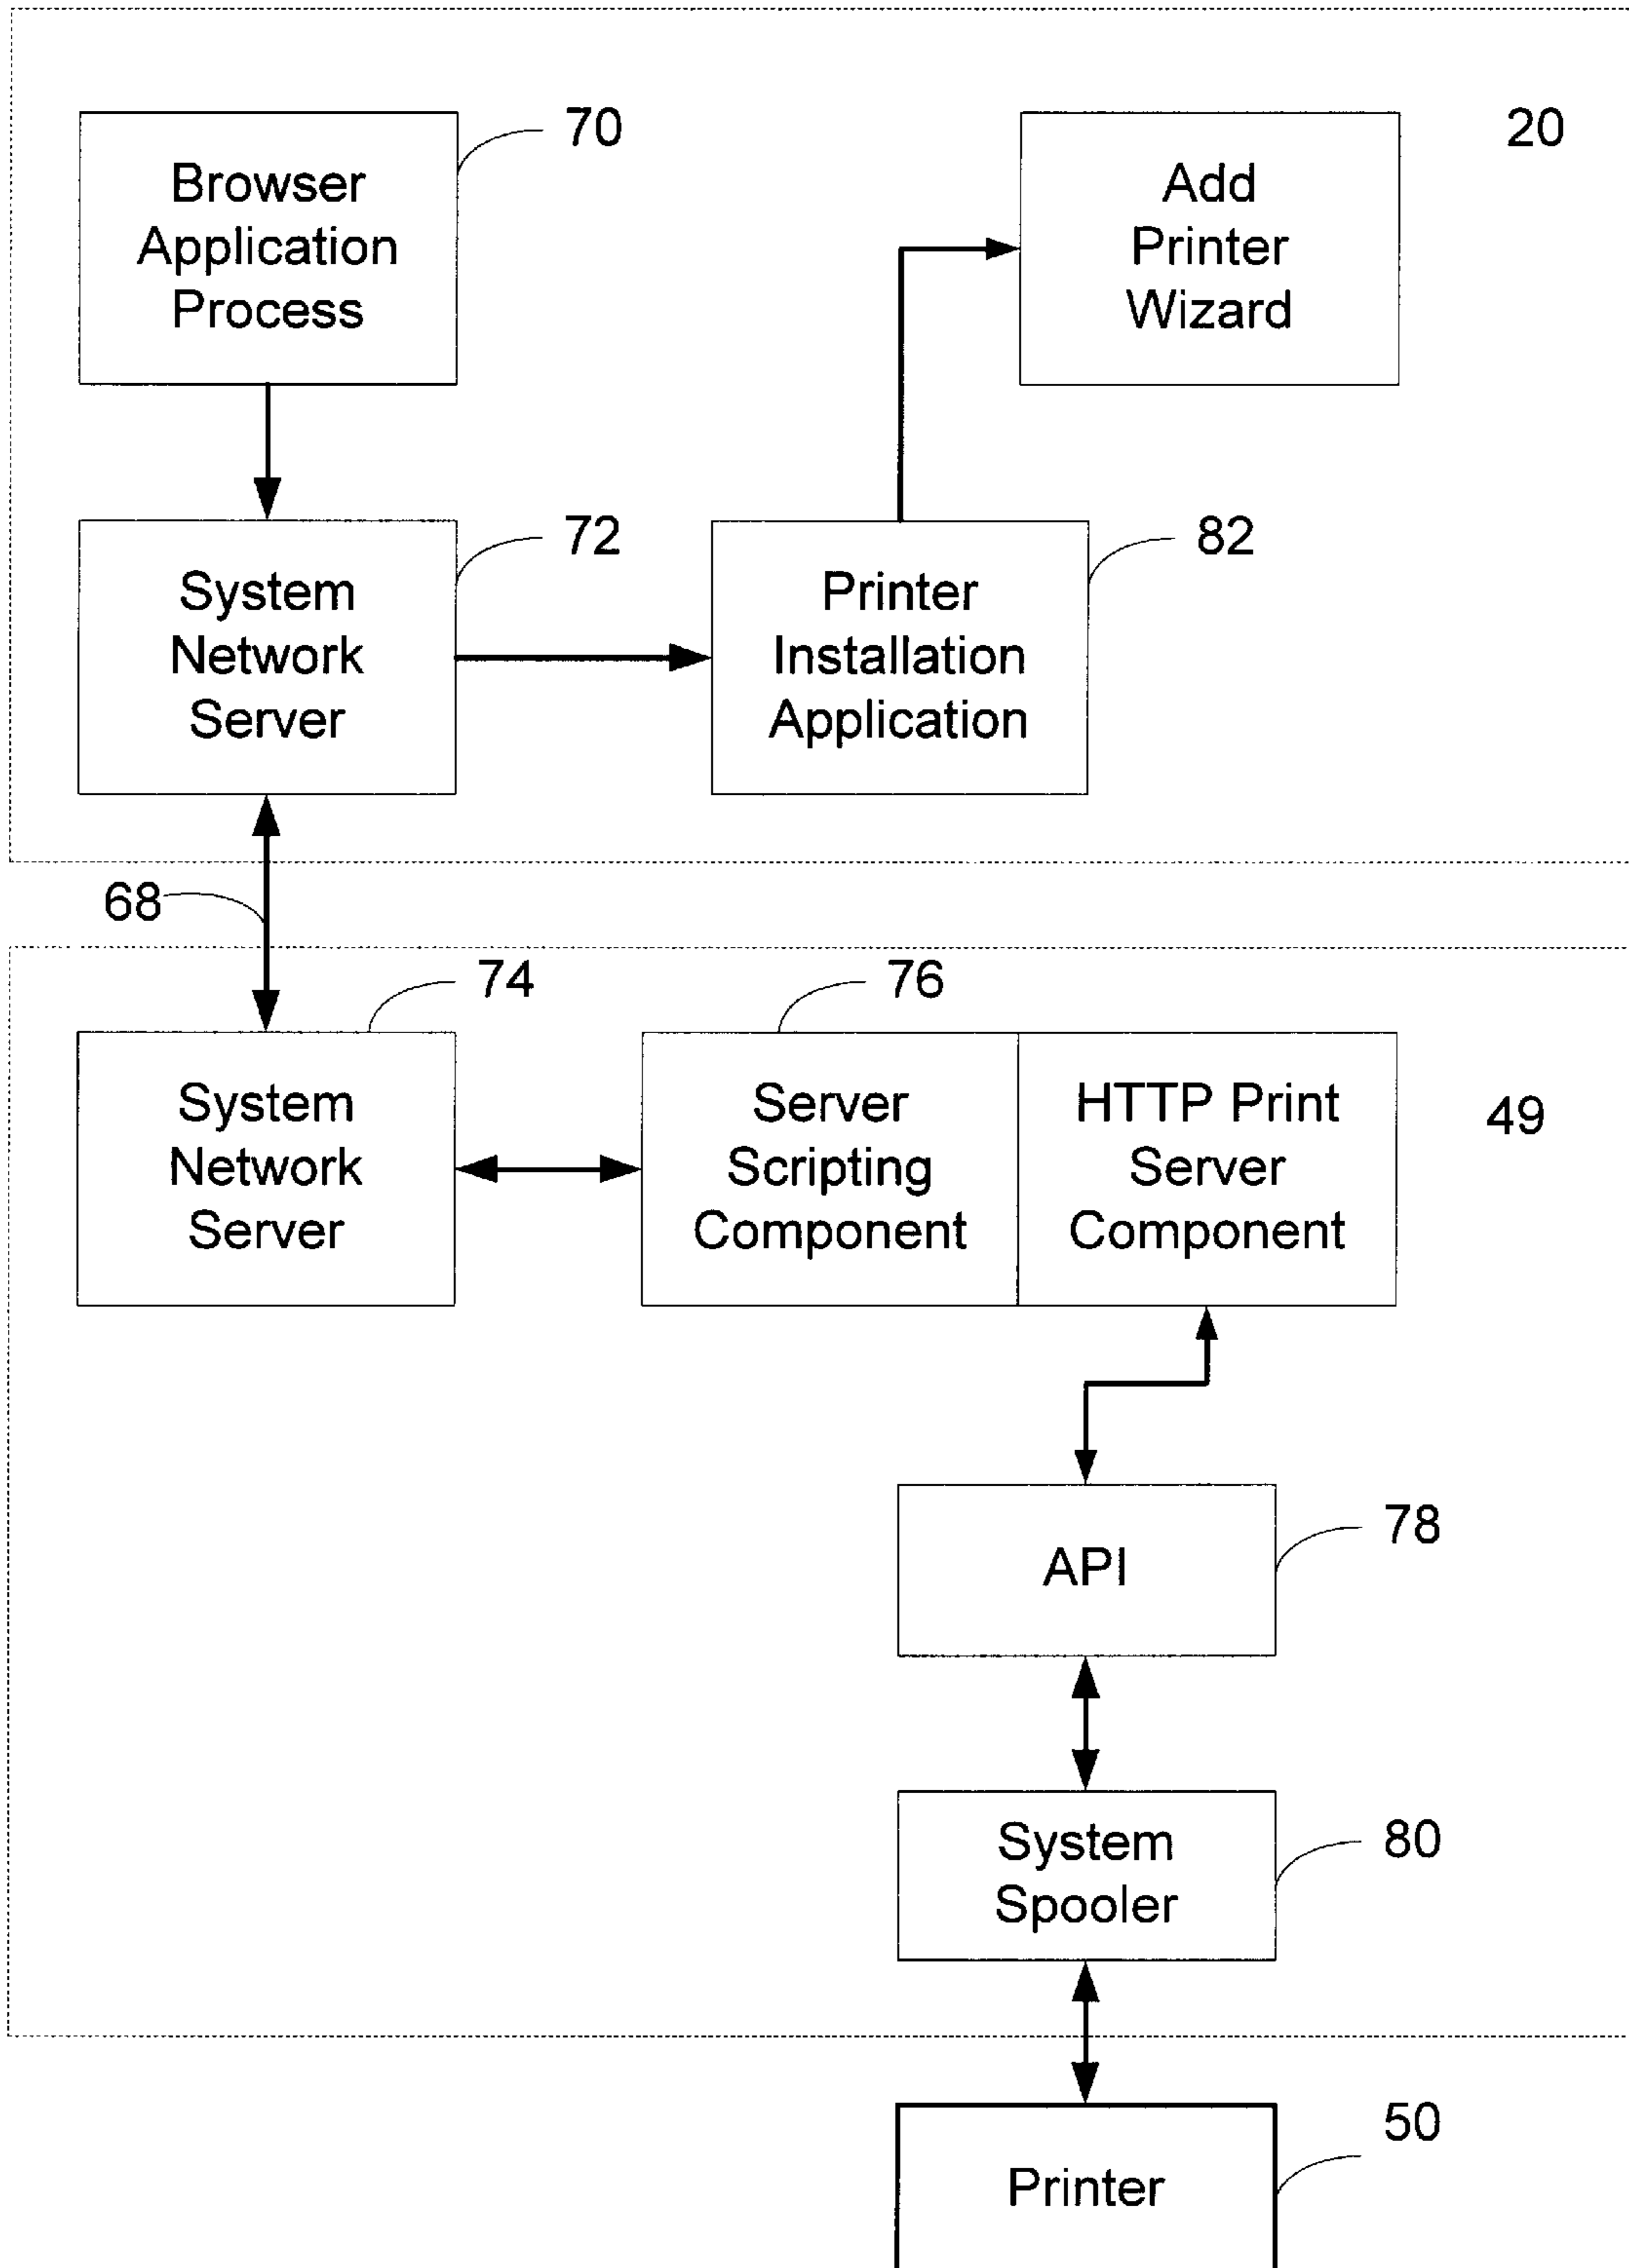 70
20
Browser
Application
Process
Add
Printer
Wizard
72
82
System
Network
Server
Printer
Installation
Application
68
74
76
49
System
Network
Server
Server
Scripting
Component
HTTP Print
Server
Component
78
API
80
System
Spooler
50
Printer